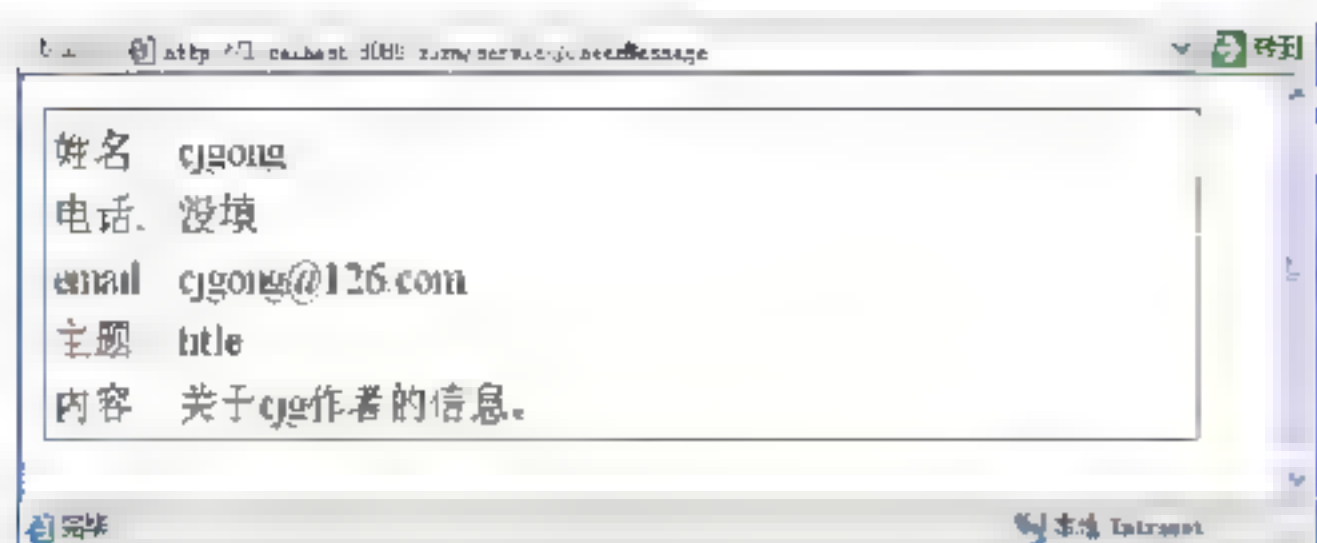 转到
姓名 cjgong
电话 没填
email cjgong@126.com
主题 title
内容 关于cjg作者的信息。
完毕
本地 Intranet